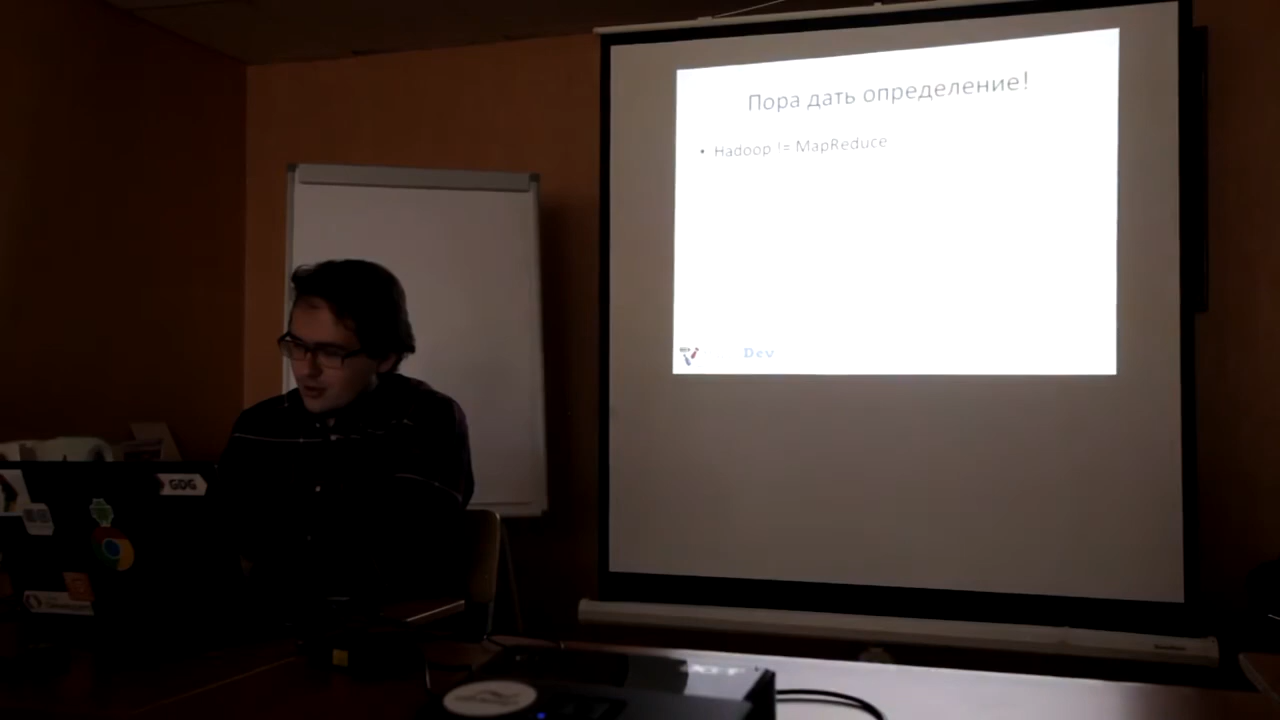 Пора дать определение!
• Hadoop != MapReduce
Dev
GDG